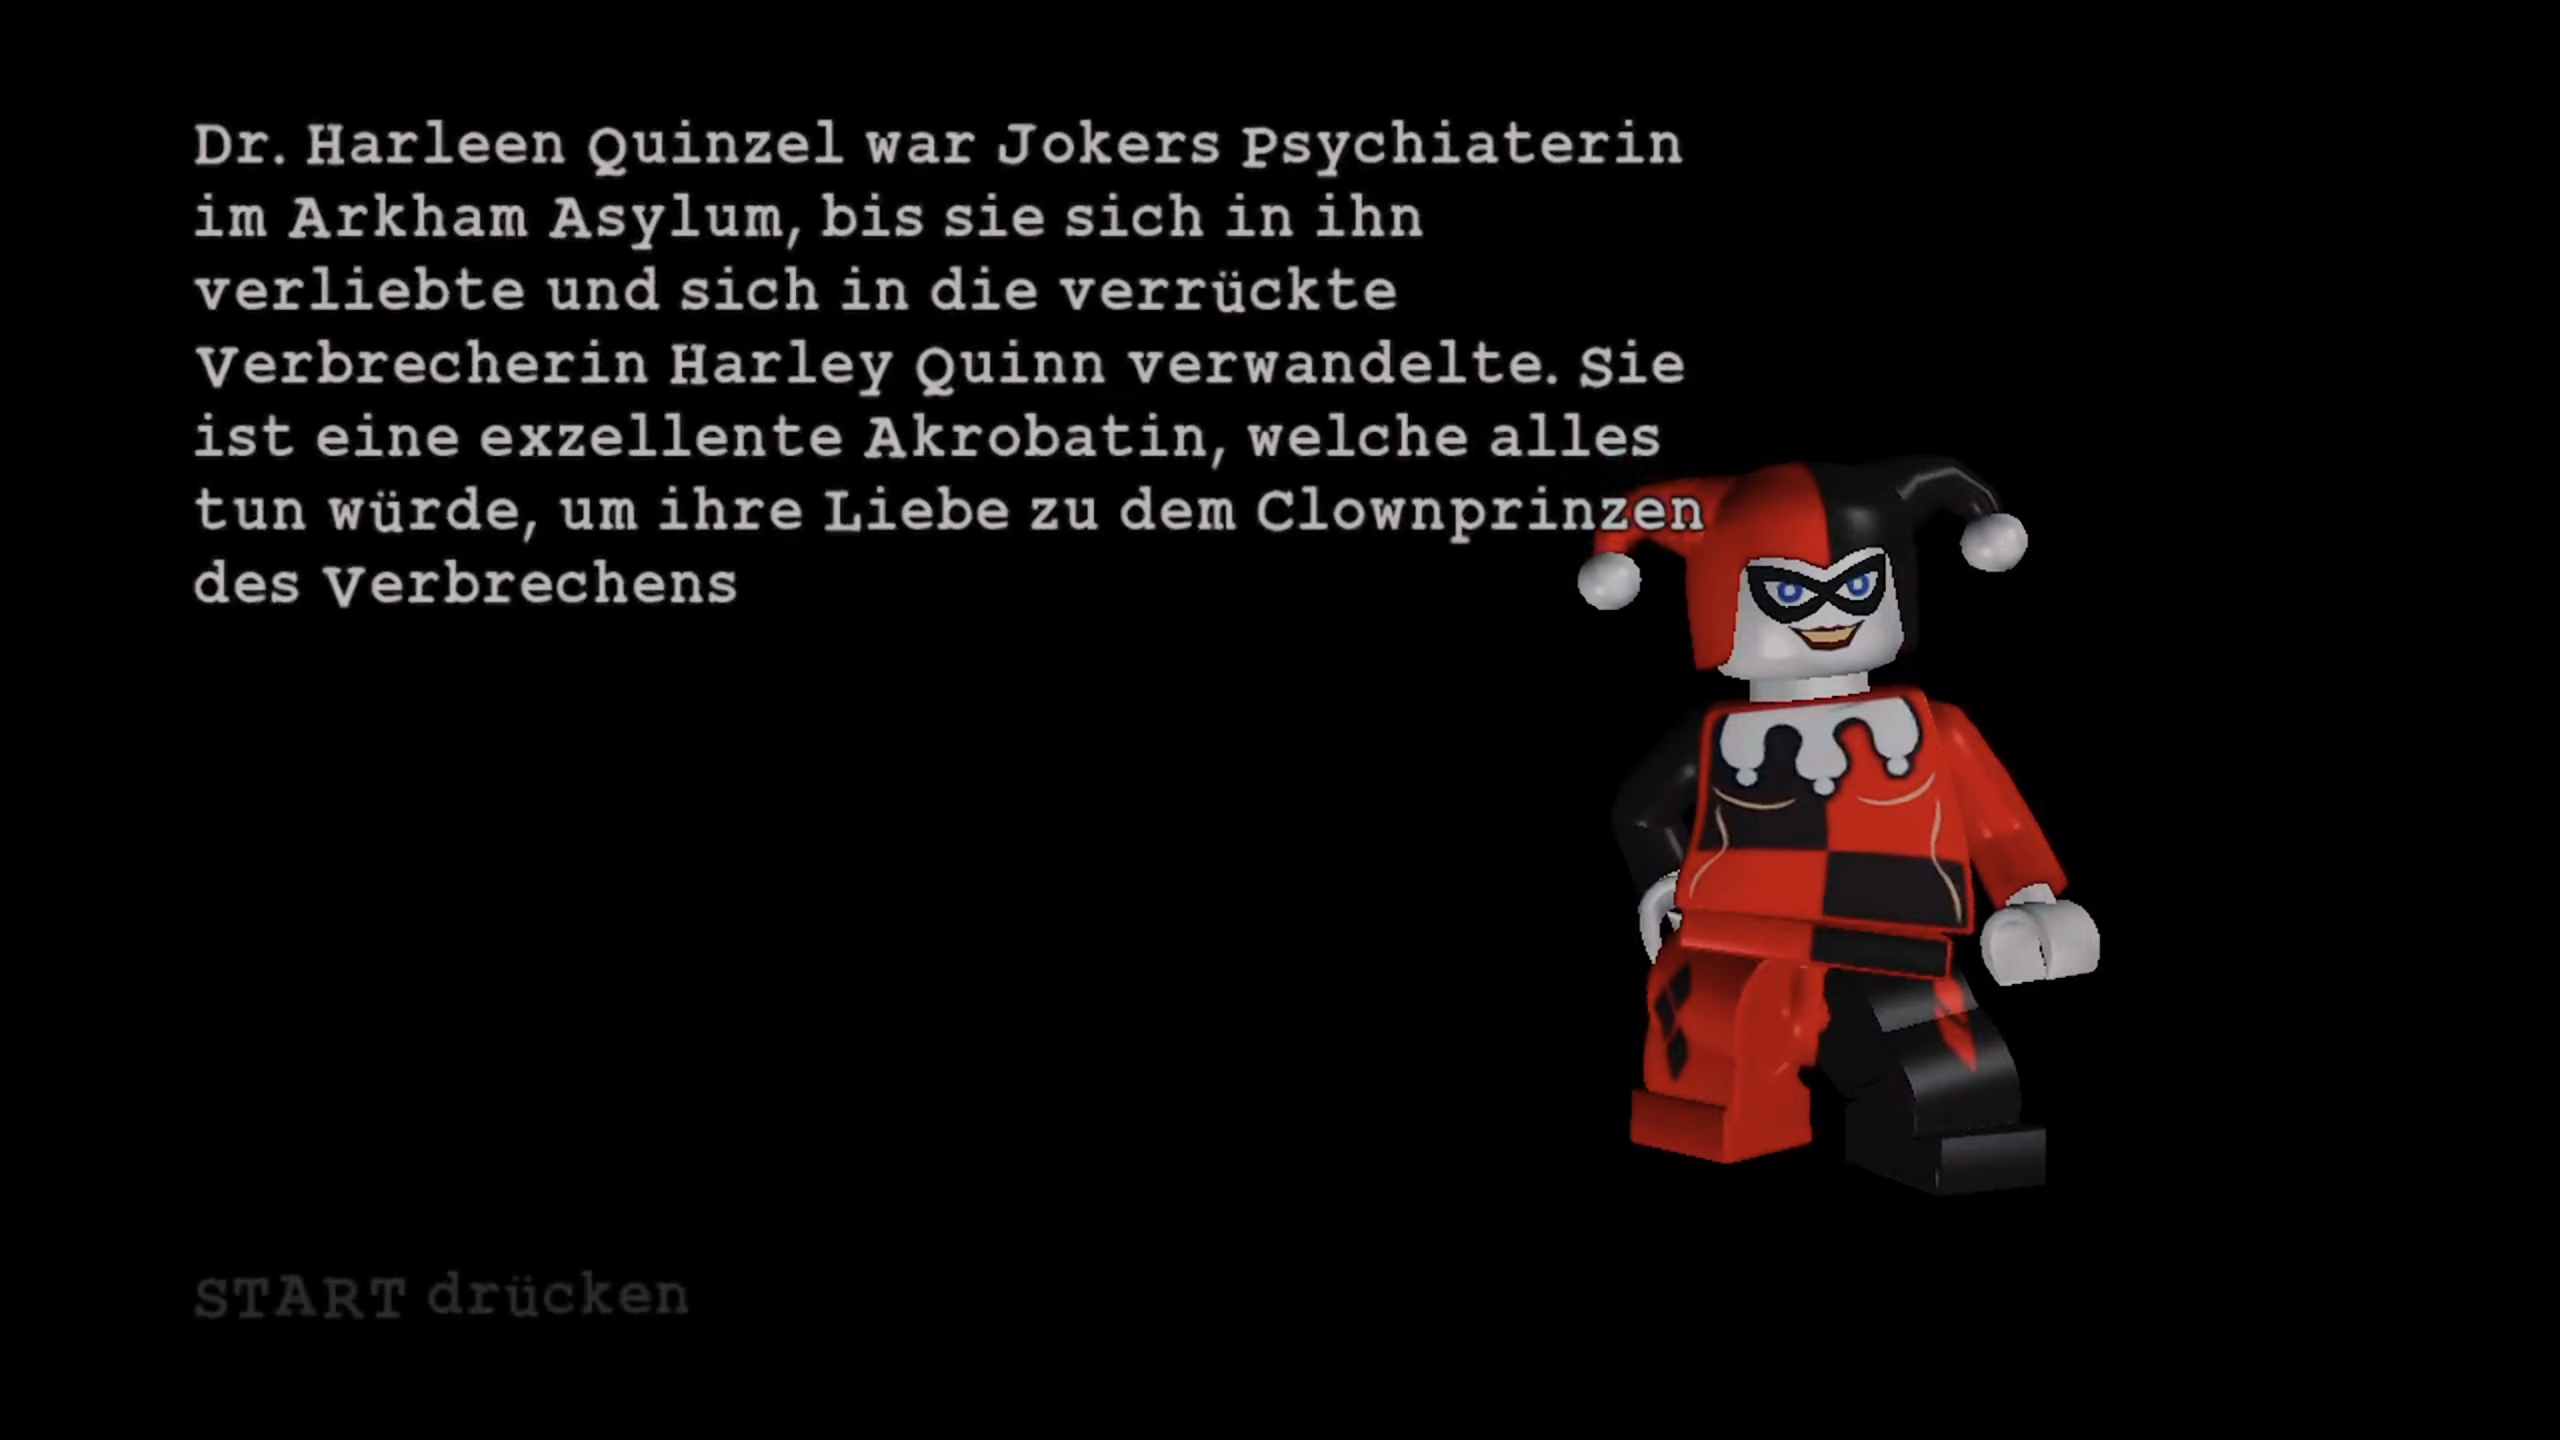 Dr. Harleen Quinzel war Jokers Psychiaterin
im Arkham Asylum, bis sie sich in ihn
verliebte und sich in die verrückte
Verbrecherin Harley Quinn verwandelte. Sie
ist eine exzellente Akrobatin, welche alles
tun würde, um ihre Liebe zu dem Clownprinzen
des Verbrechens
START drücken